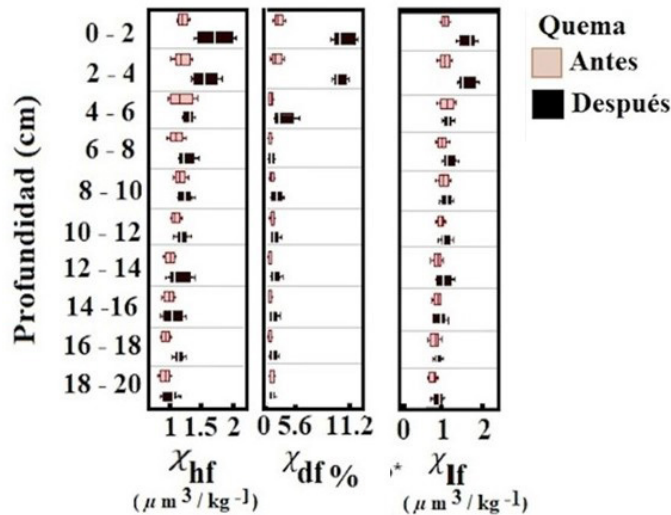 Quema
Antes
Después
Profundidad (cm)
0 - 2
2 - 4
4 - 6
6 - 8
8 - 10
10 - 12
12 - 14
14 -16
16 - 18
18 - 20
1 1.5 2
0 5.6 11.2
0 1 2
χhf
(μ m³/ kg⁻¹)
χdf %
o*
χlf
(μ m³/ kg⁻¹)